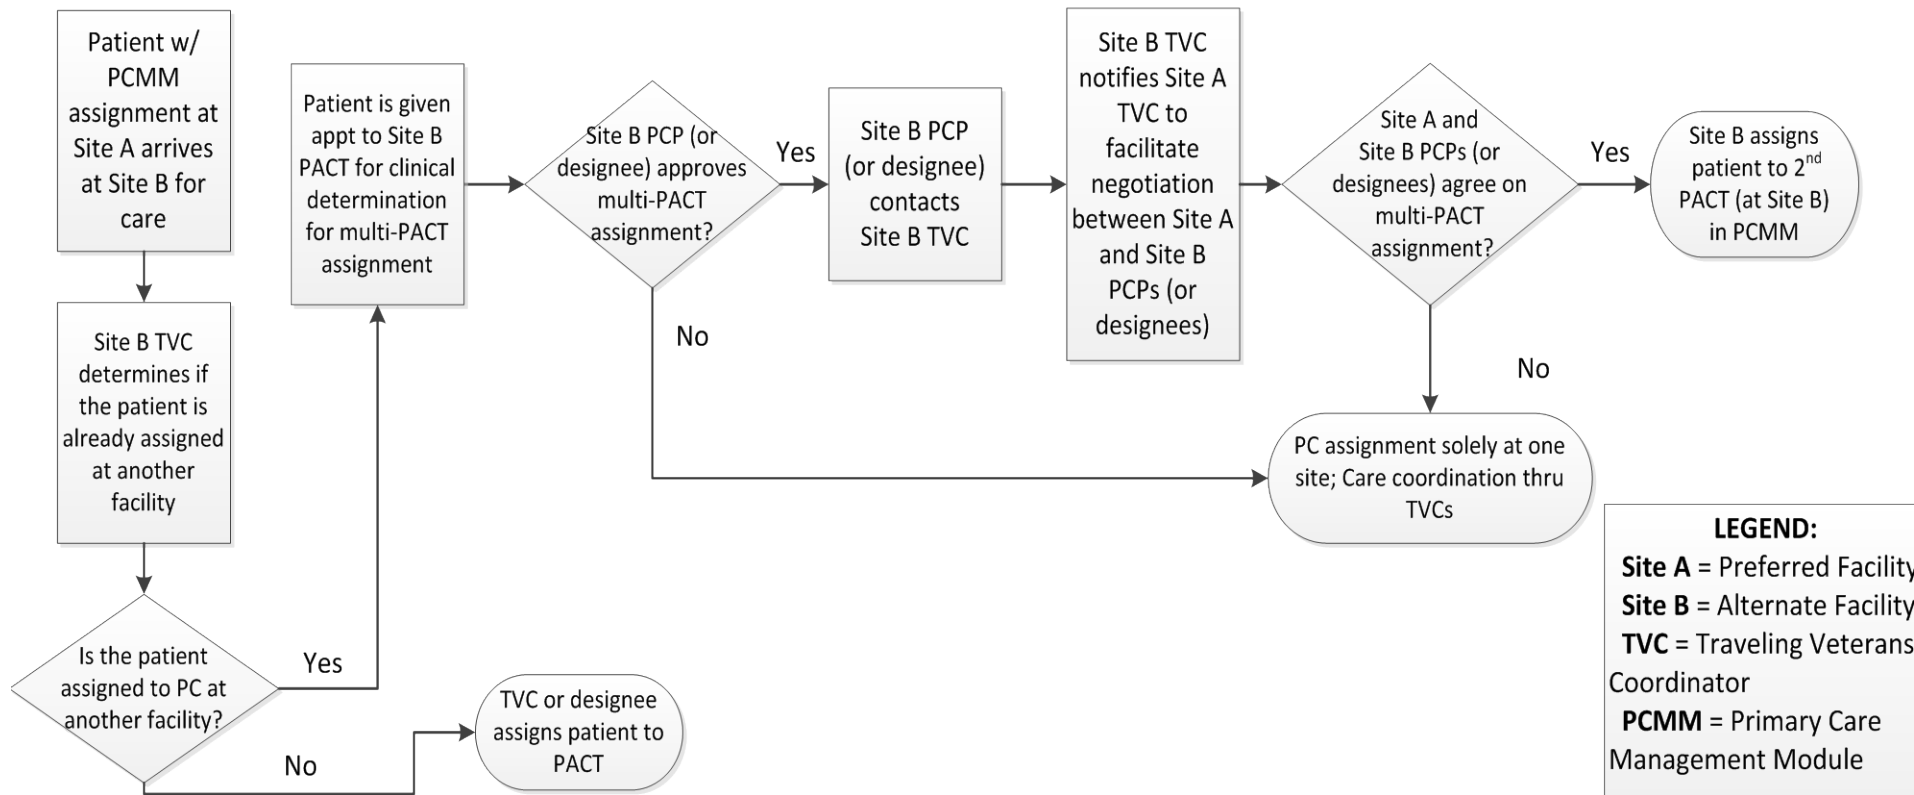 Patient w/
PCMM
assignment at
Site A arrives
at Site B for
care
Site B TVC
determines if
the patient is
already assigned
at another
facility
Is the patient
assigned to PC at
another facility?
Yes
No
TVC or designee
assigns patient to
PACT
Patient is given
appt to Site B
PACT for clinical
determination
for multi-PACT
assignment
Site B PCP (or
designee) approves
multi-PACT
assignment?
Yes
No
Site B PCP
(or designee)
contacts
Site B TVC
Site B TVC
notifies Site A
TVC to
facilitate
negotiation
between Site A
and Site B
PCPs (or
designees)
Site A and
Site B PCPs (or
designees) agree on
multi-PACT
assignment?
Yes
No
Site B assigns
patient to 2nd
PACT (at Site B)
in PCMM
PC assignment solely at one
site; Care coordination thru
TVCs
LEGEND:
Site A = Preferred Facility
Site B = Alternate Facility
TVC = Traveling Veterans
Coordinator
PCMM = Primary Care
Management Module